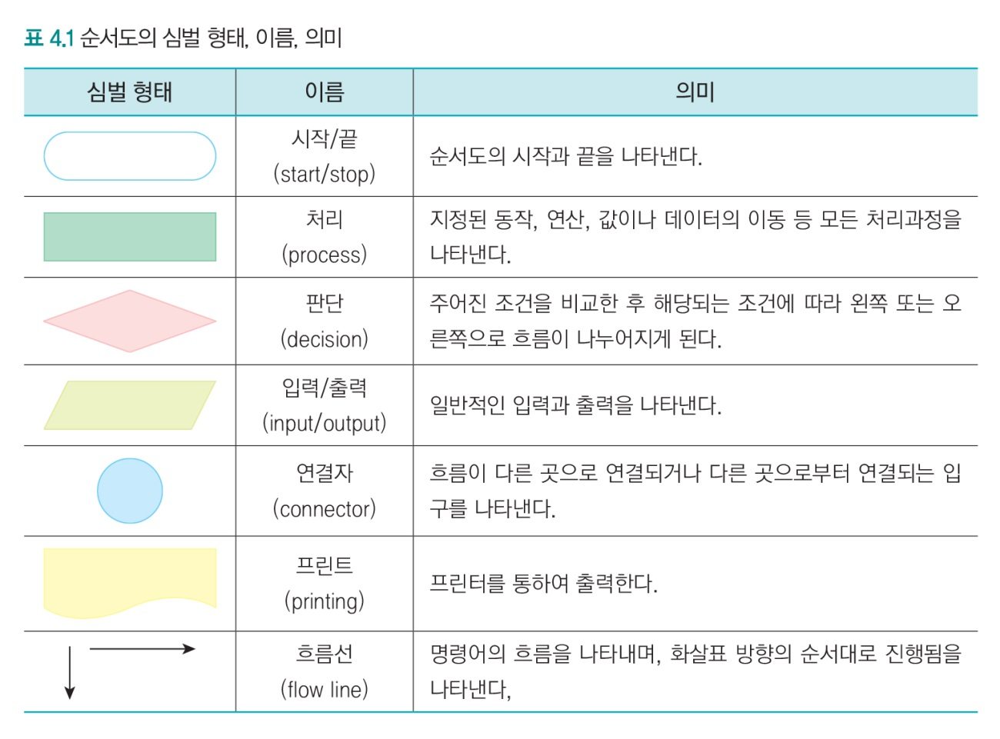 표 4.1 순서도의 심벌 형태, 이름, 의미
심벌 형태
이름
의미
시작/끝
(start/stop)
순서도의 시작과 끝을 나타낸다.
처리
(process)
지정된 동작, 연산, 값이나 데이터의 이동 등 모든 처리과정을
나타낸다.
판단
(decision)
주어진 조건을 비교한 후 해당되는 조건에 따라 왼쪽 또는 오
른쪽으로 흐름이 나누어지게 된다.
입력/출력
(input/output)
일반적인 입력과 출력을 나타낸다.
연결자
(connector)
흐름이 다른 곳으로 연결되거나 다른 곳으로부터 연결되는 입
구를 나타낸다.
프린트
(printing)
프린터를 통하여 출력한다.
흐름선
(flow line)
명령어의 흐름을 나타내며, 화살표 방향의 순서대로 진행됨을
나타낸다,